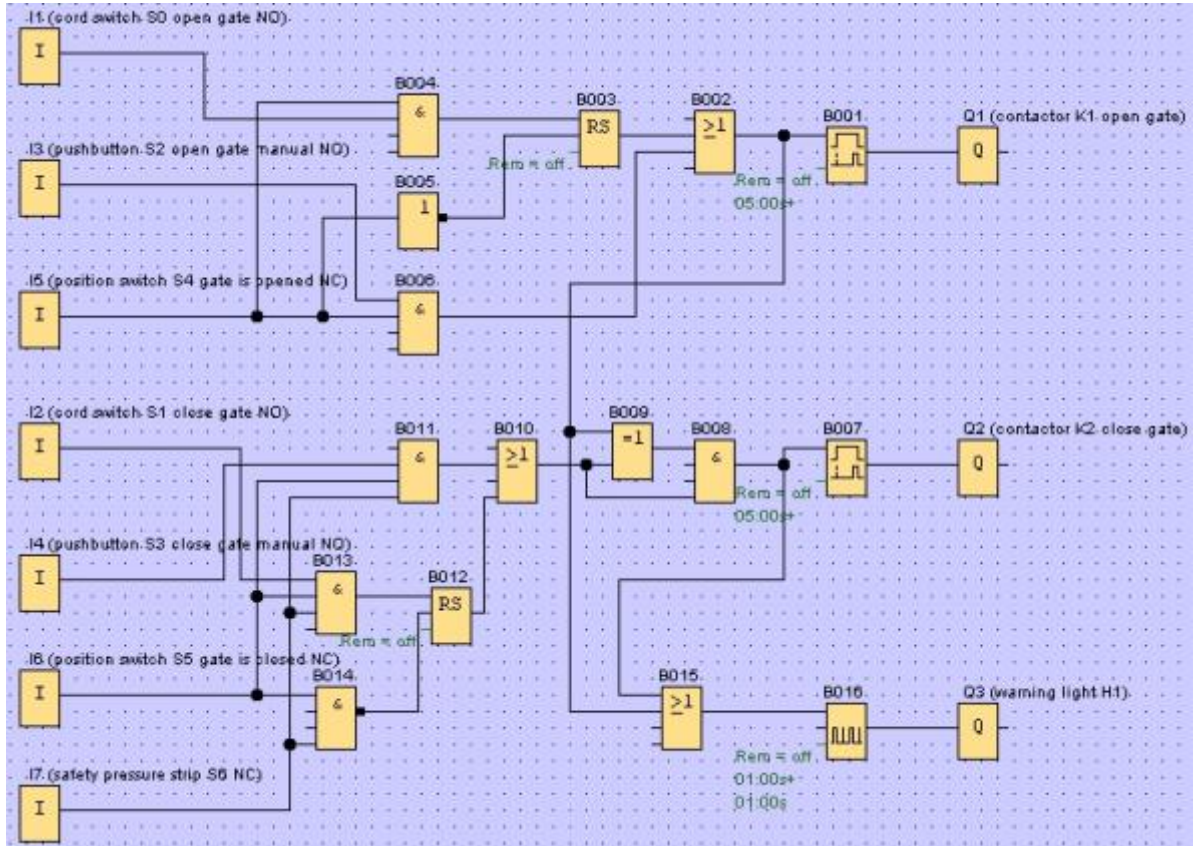 I1 (cord switch S0 open gate NO)
I
B004
&
B003
RS
Rem = off
B002
≥1
B001
Rem = off
05:00s+
Q1 (contactor K1 open gate)
Q
I3 (pushbutton S2 open gate manual NO)
I
B005
1
I5 (position switch S4 gate is opened NC)
I
B006
&
I2 (cord switch S1 close gate NO)
I
B011
&
B010
≥1
B009
=1
B008
&
B007
Rem = off
05:00s+
Q2 (contactor K2 close gate)
Q
I4 (pushbutton S3 close gate manual NO)
I
B013
&
B012
RS
Rem = off
I6 (position switch S5 gate is closed NC)
I
B014
&
B015
≥1
B016
Rem = off
01:00s+
01:00s
Q3 (warning light H1)
Q
I7 (safety pressure strip S6 NC)
I